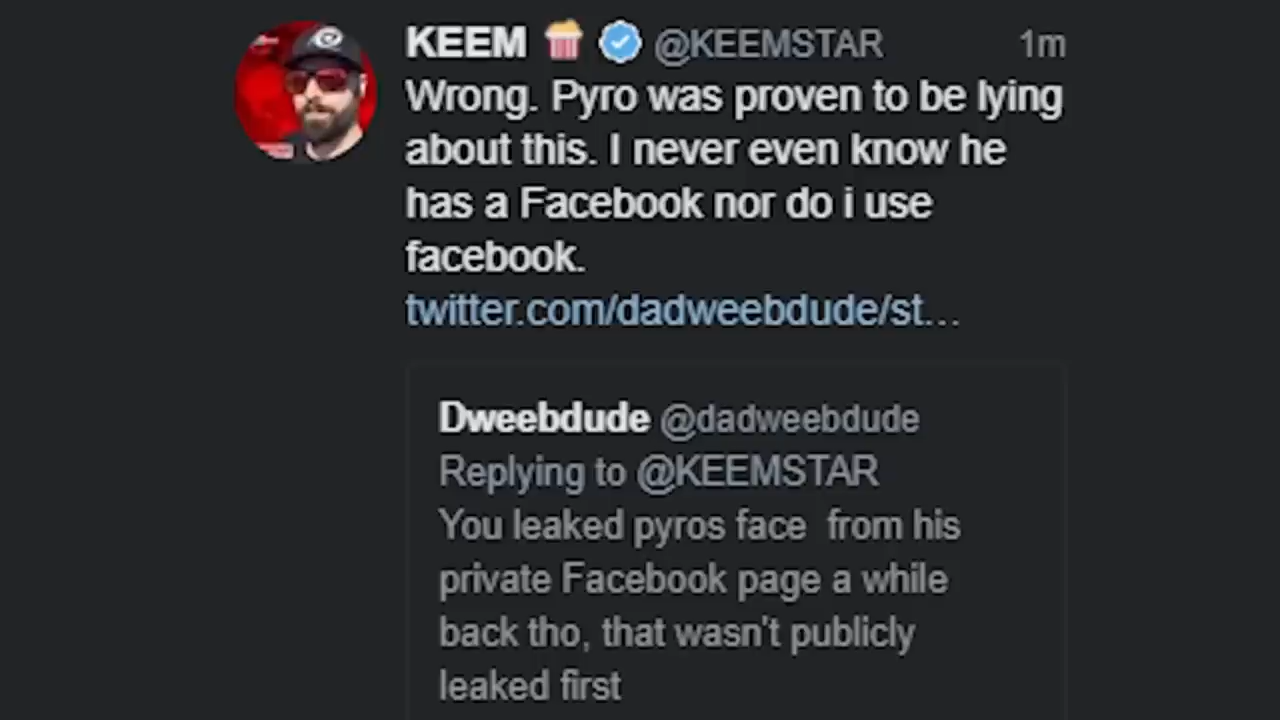 KEEM 🍿 @KEEMSTAR 1m
Wrong. Pyro was proven to be lying
about this. I never even know he
has a Facebook nor do i use
facebook.
twitter.com/dadweebdude/st...
Dweebdude @dadweebdude
Replying to @KEEMSTAR
You leaked pyros face  from his
private Facebook page a while
back tho, that wasn't publicly
leaked first